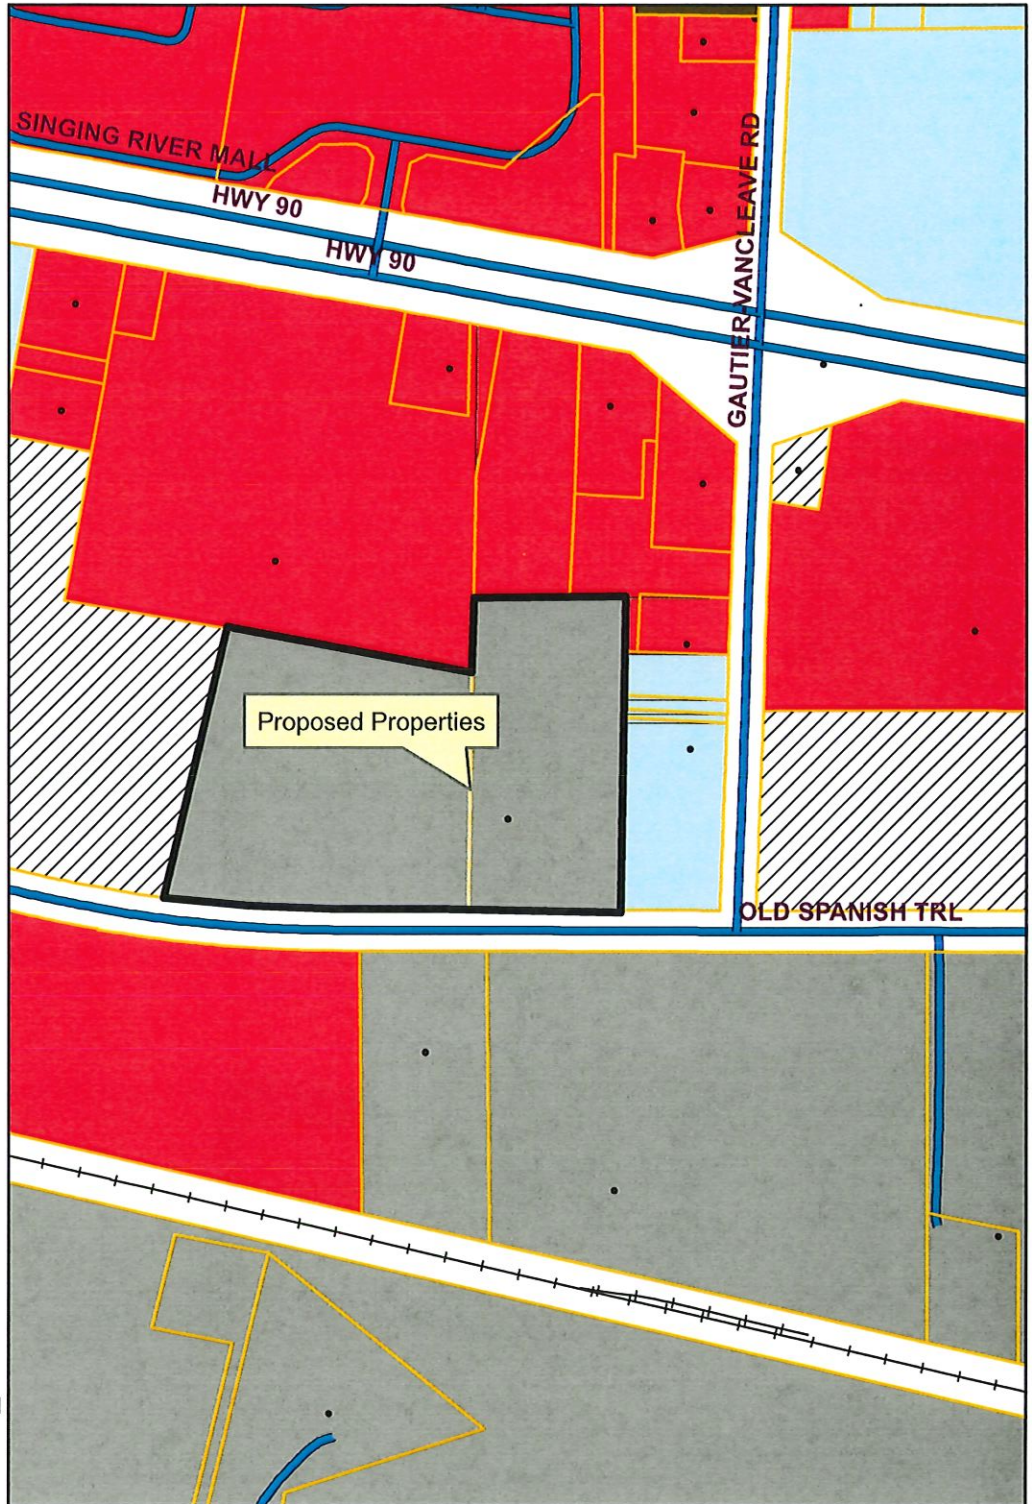 SINGING RIVER MALL
HWY 90
HWY 90
GAUTIER-VANCLEAVE RD
Proposed Properties
OLD SPANISH TRL